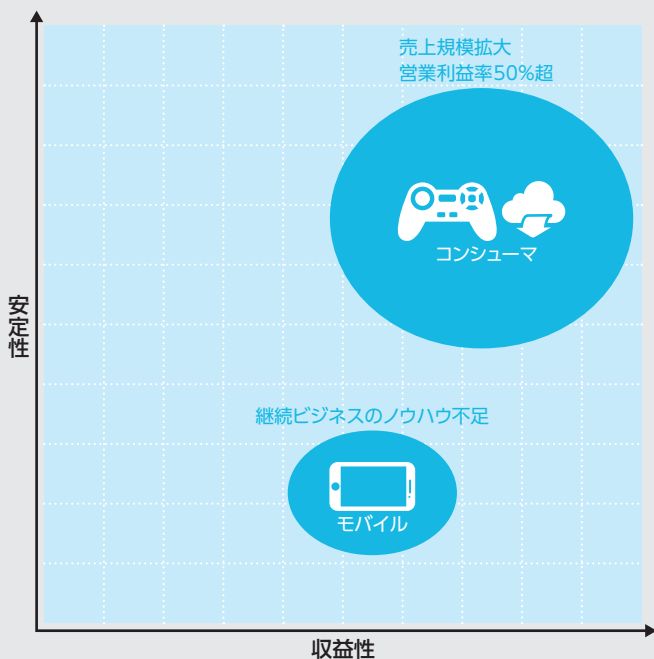 売上規模拡大
営業利益率50%超
コンシューマ
安定性
継続ビジネスのノウハウ不足
モバイル
収益性